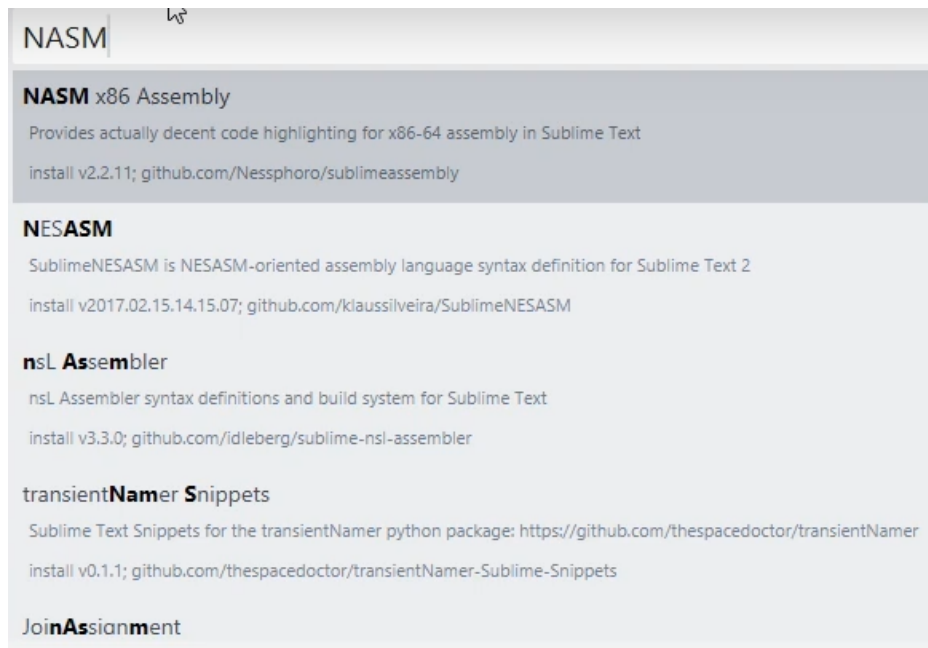 NASM
NASM x86 Assembly
Provides actually decent code highlighting for x86-64 assembly in Sublime Text
install v2.2.11; github.com/Nessphoro/sublimeassembly
NESASM
SublimeNESASM is NESASM-oriented assembly language syntax definition for Sublime Text 2
install v2017.02.15.14.15.07; github.com/klaussilveira/SublimeNESASM
nsL Assembler
nsL Assembler syntax definitions and build system for Sublime Text
install v3.3.0; github.com/idleberg/sublime-nsl-assembler
transientNamer Snippets
Sublime Text Snippets for the transientNamer python package: https://github.com/thespacedoctor/transientNamer
install v0.1.1; github.com/thespacedoctor/transientNamer-Sublime-Snippets
JoinAssignment